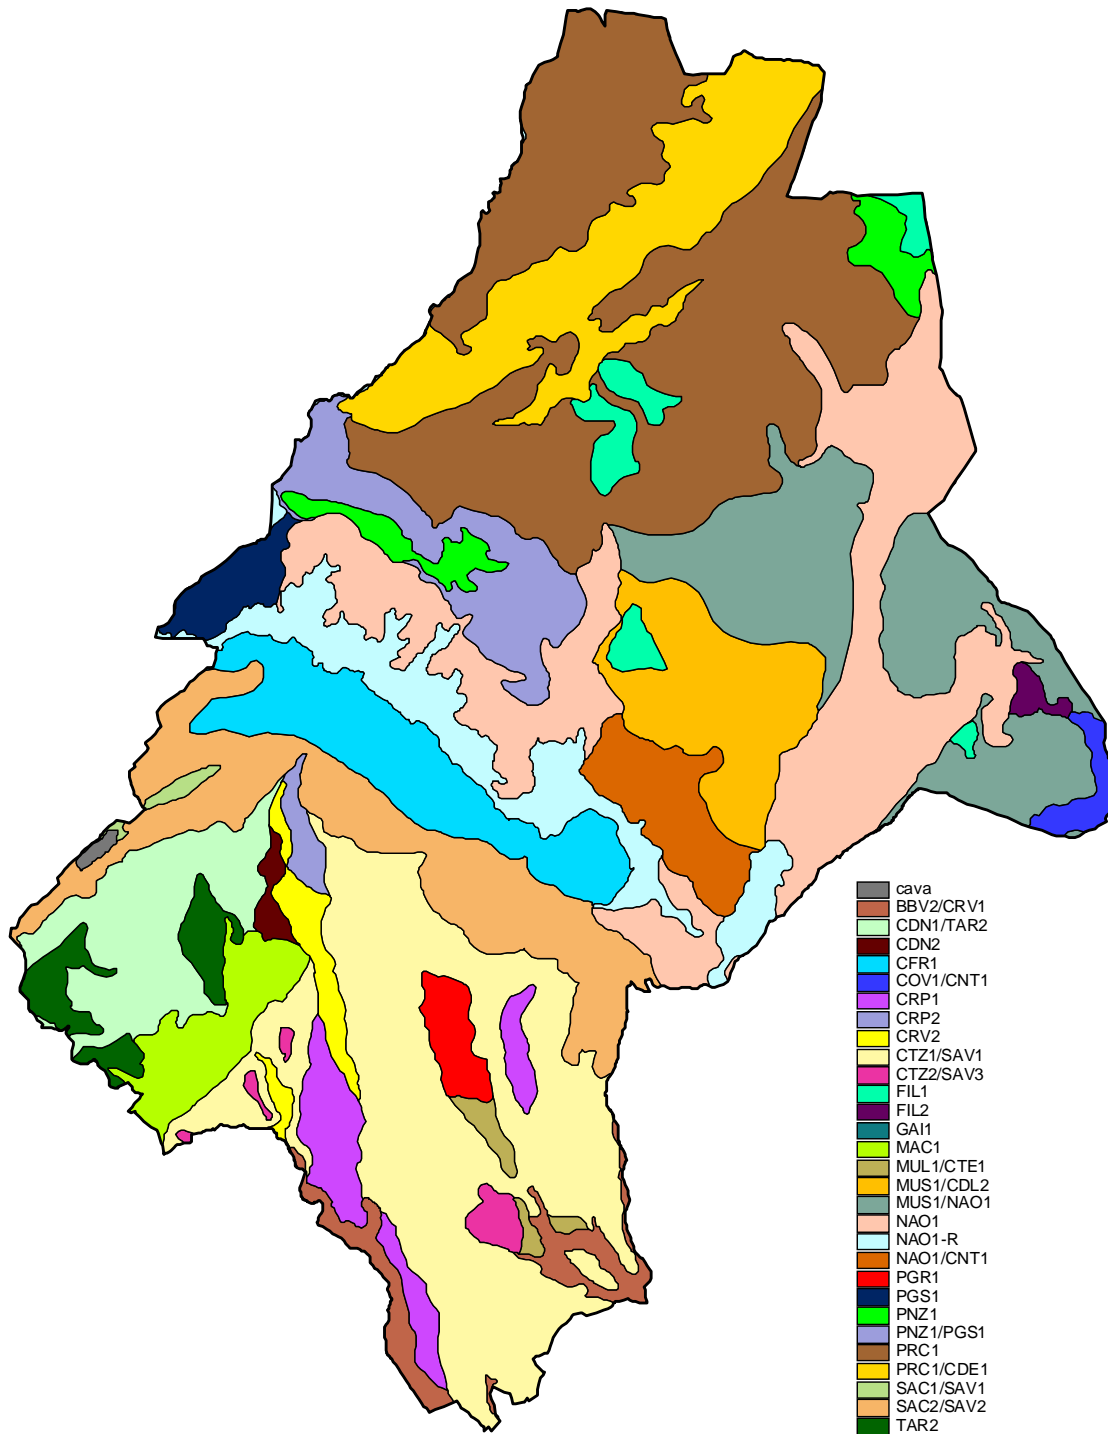 cava
BBV2/CRV1
CDN1/TAR2
CDN2
CFR1
COV1/CNT1
CRP1
CRP2
CRV2
CTZ1/SAV1
CTZ2/SAV3
FIL1
FIL2
GAI1
MAC1
MUL1/CTE1
MUS1/CDL2
MUS1/NAO1
NAO1
NAO1-R
NAO1/CNT1
PGR1
PGS1
PNZ1
PNZ1/PGS1
PRC1
PRC1/CDE1
SAC1/SAV1
SAC2/SAV2
TAR2